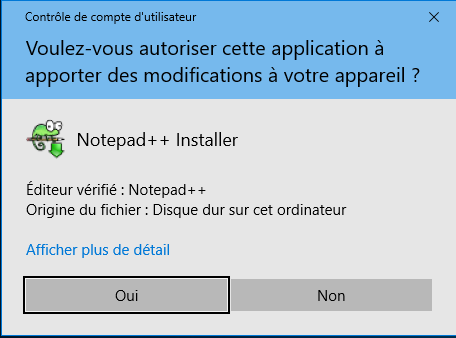 Contrôle de compte d'utilisateur
Voulez-vous autoriser cette application à
apporter des modifications à votre appareil ?
Notepad++ Installer
Éditeur vérifié : Notepad++
Origine du fichier : Disque dur sur cet ordinateur
Afficher plus de détail
Oui
Non